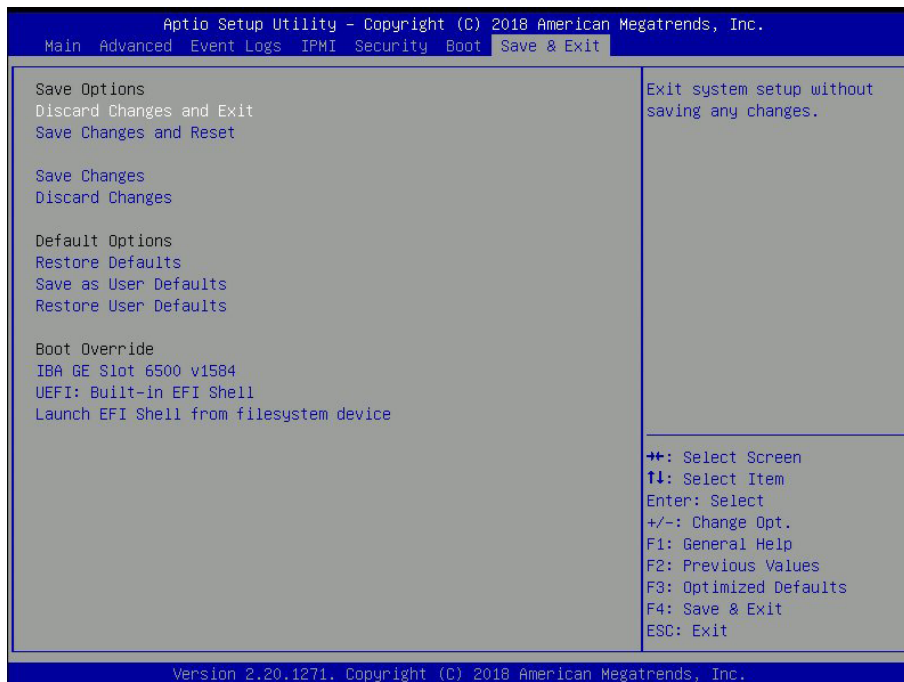 Aptio Setup Utility – Copyright (C) 2018 American Megatrends, Inc.
Main Advanced Event Logs IPMI Security Boot Save & Exit
Save Options
Discard Changes and Exit
Save Changes and Reset
Save Changes
Discard Changes
Default Options
Restore Defaults
Save as User Defaults
Restore User Defaults
Boot Override
IBA GE Slot 6500 v1584
UEFI: Built-in EFI Shell
Launch EFI Shell from filesystem device
Exit system setup without
saving any changes.
→←: Select Screen
↑↓: Select Item
Enter: Select
+/-: Change Opt.
F1: General Help
F2: Previous Values
F3: Optimized Defaults
F4: Save & Exit
ESC: Exit
Version 2.20.1271. Copyright (C) 2018 American Megatrends, Inc.